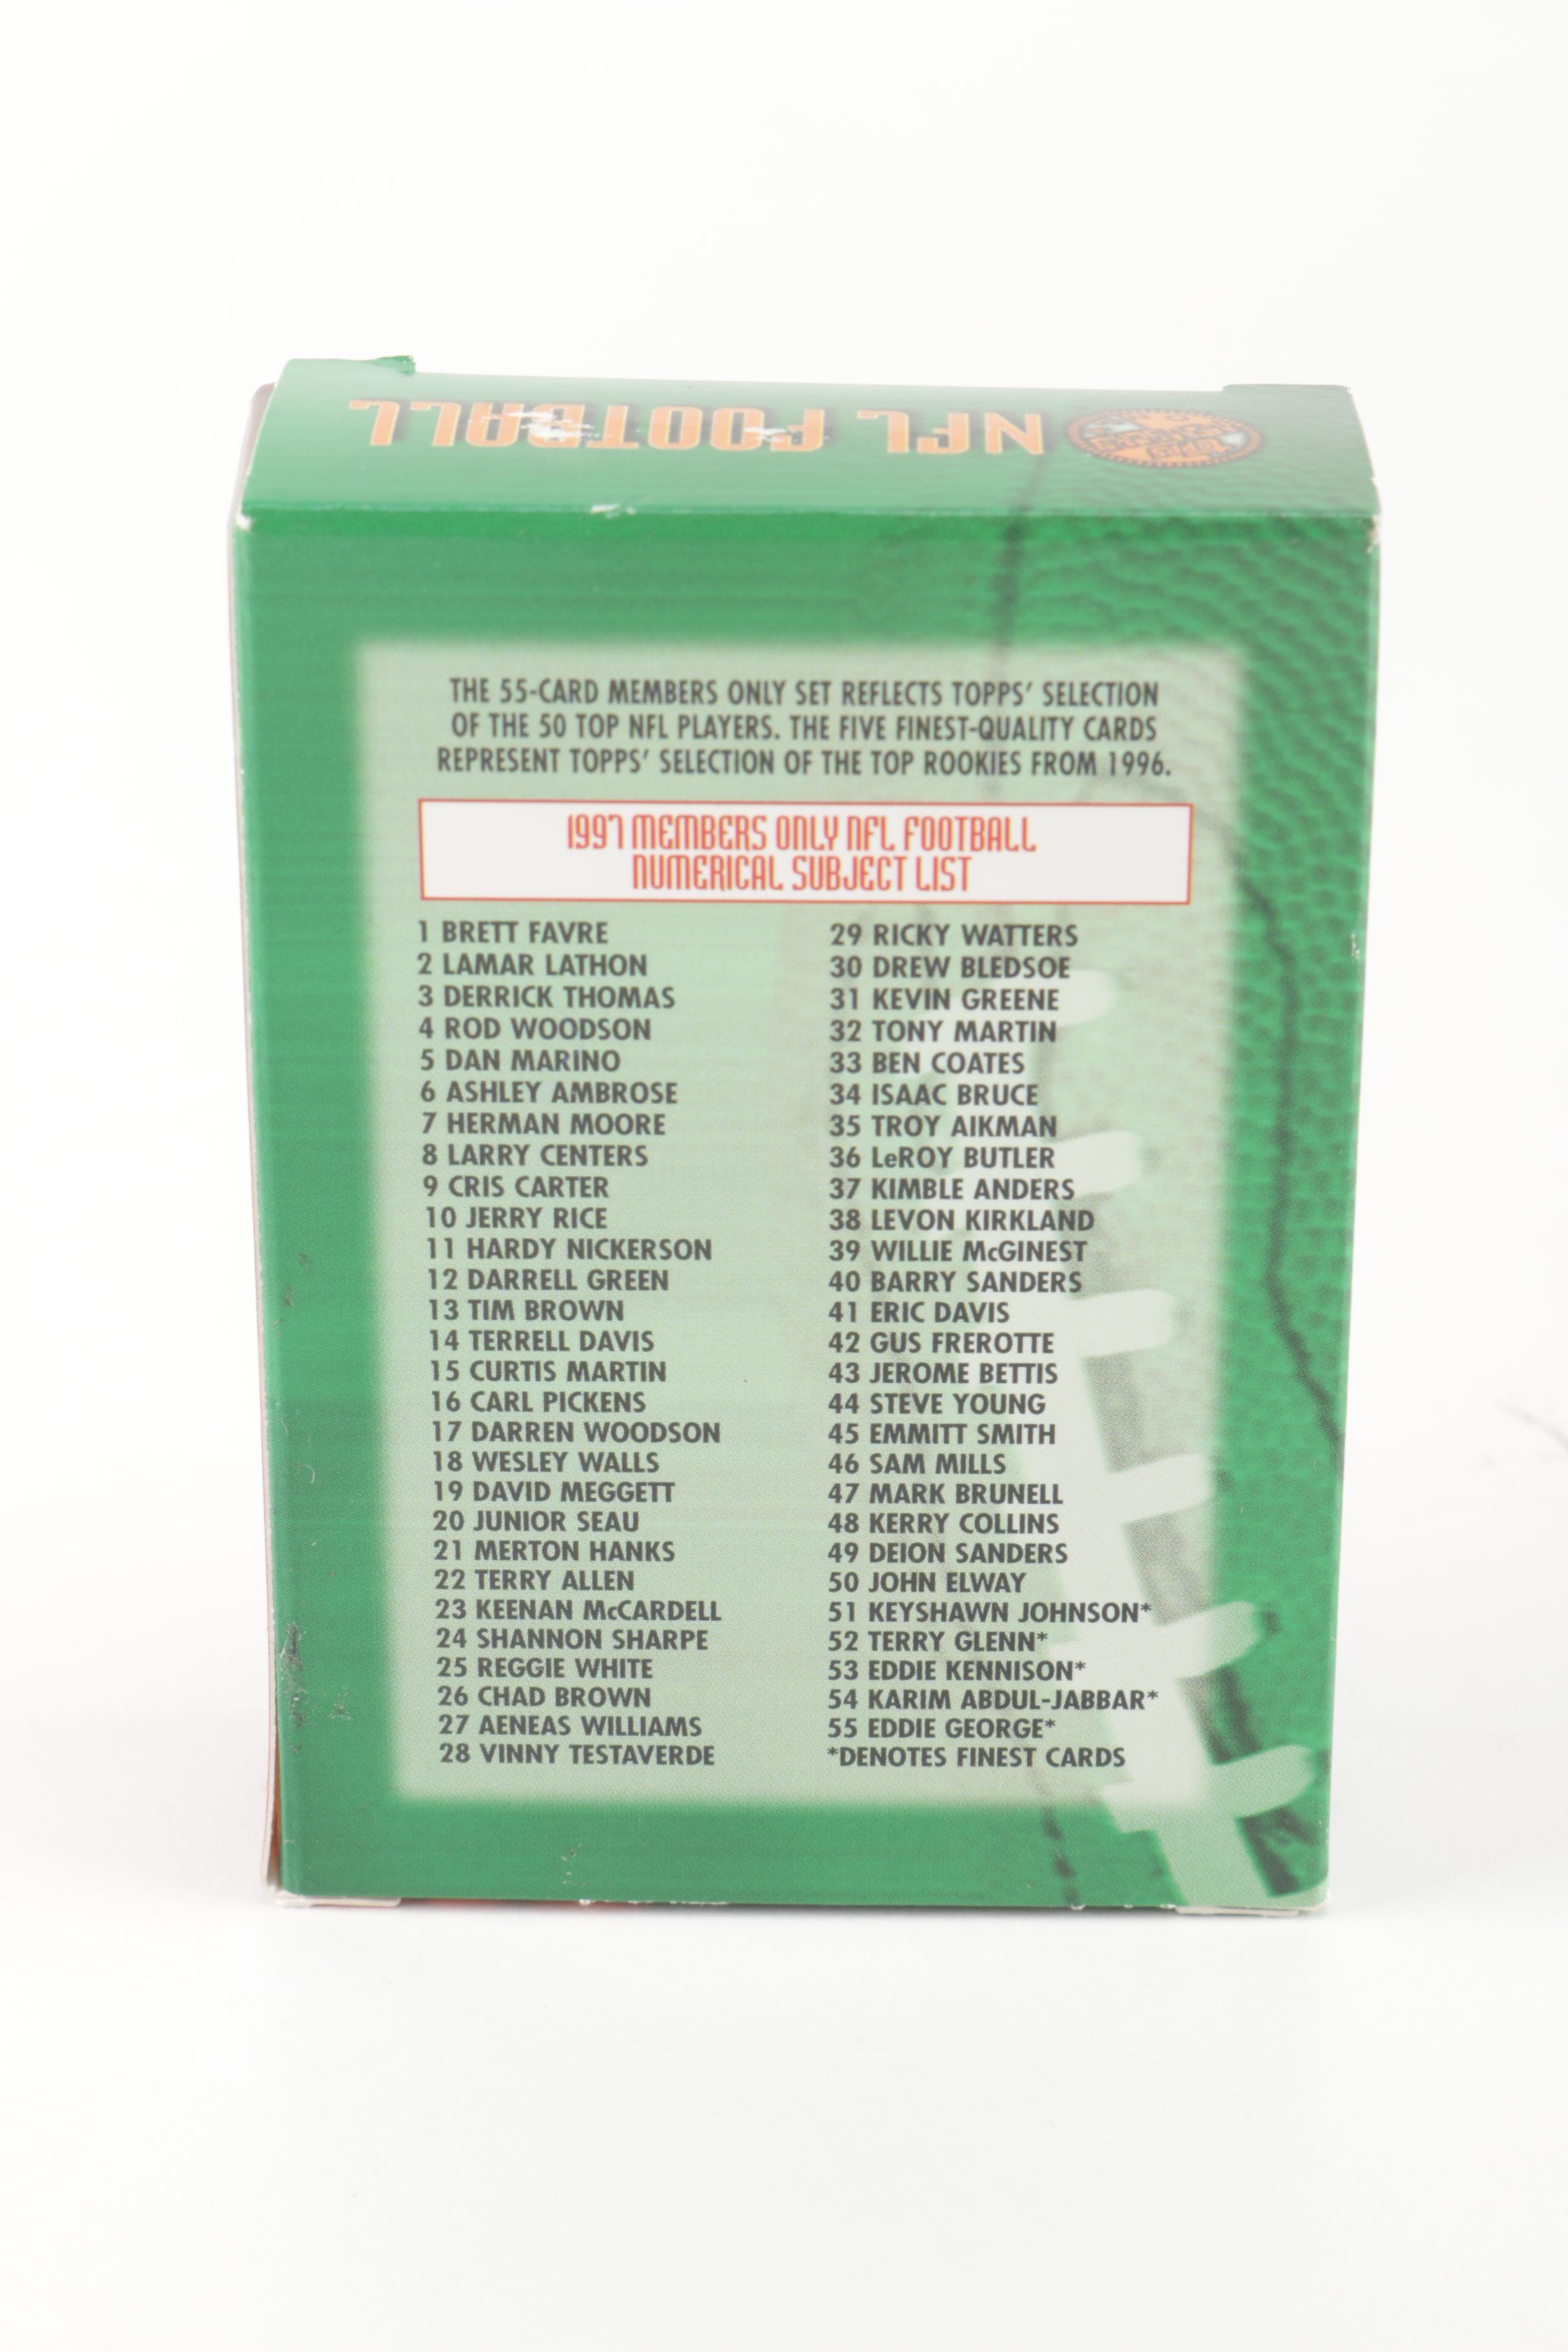 NFL FOOTBALL
THE 55-CARD MEMBERS ONLY SET REFLECTS TOPPS' SELECTION
OF THE 50 TOP NFL PLAYERS. THE FIVE FINEST-QUALITY CARDS
REPRESENT TOPPS' SELECTION OF THE TOP ROOKIES FROM 1996.
1997 MEMBERS ONLY NFL FOOTBALL
NUMERICAL SUBJECT LIST
1 BRETT FAVRE
2 LAMAR LATHON
3 DERRICK THOMAS
4 ROD WOODSON
5 DAN MARINO
6 ASHLEY AMBROSE
7 HERMAN MOORE
8 LARRY CENTERS
9 CRIS CARTER
10 JERRY RICE
11 HARDY NICKERSON
12 DARRELL GREEN
13 TIM BROWN
14 TERRELL DAVIS
15 CURTIS MARTIN
16 CARL PICKENS
17 DARREN WOODSON
18 WESLEY WALLS
19 DAVID MEGGETT
20 JUNIOR SEAU
21 MERTON HANKS
22 TERRY ALLEN
23 KEENAN McCARDELL
24 SHANNON SHARPE
25 REGGIE WHITE
26 CHAD BROWN
27 AENEAS WILLIAMS
28 VINNY TESTAVERDE
29 RICKY WATTERS
30 DREW BLEDSOE
31 KEVIN GREENE
32 TONY MARTIN
33 BEN COATES
34 ISAAC BRUCE
35 TROY AIKMAN
36 LeROY BUTLER
37 KIMBLE ANDERS
38 LEVON KIRKLAND
39 WILLIE McGINEST
40 BARRY SANDERS
41 ERIC DAVIS
42 GUS FREROTTE
43 JEROME BETTIS
44 STEVE YOUNG
45 EMMITT SMITH
46 SAM MILLS
47 MARK BRUNELL
48 KERRY COLLINS
49 DEION SANDERS
50 JOHN ELWAY
51 KEYSHAWN JOHNSON*
52 TERRY GLENN*
53 EDDIE KENNISON*
54 KARIM ABDUL-JABBAR*
55 EDDIE GEORGE*
*DENOTES FINEST CARDS